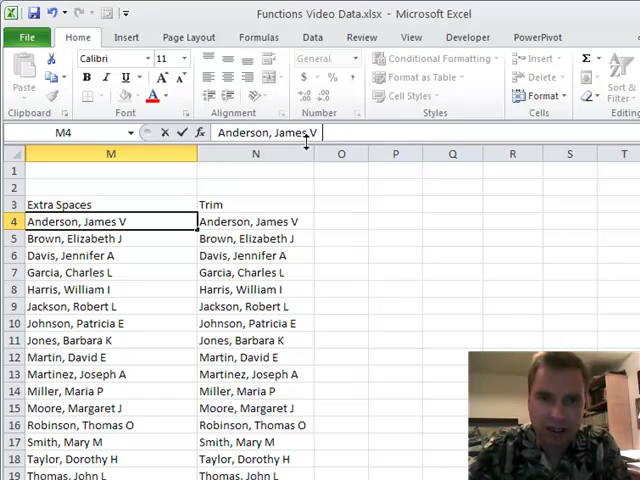 Functions Video Data.xlsx - Microsoft Excel
File Home Insert Page Layout Formulas Data Review View Developer PowerPivot
Calibri 11 A A General Conditional Formatting Insert Σ
Paste B I U $ % , Format as Table Delete Sort &
A Cell Styles Format Filter
Clipboard Font Alignment Number Styles Cells
M4 fx Anderson, James V
M N O P Q R S T
1
2
3 Extra Spaces Trim
4 Anderson, James V Anderson, James V
5 Brown, Elizabeth J Brown, Elizabeth J
6 Davis, Jennifer A Davis, Jennifer A
7 Garcia, Charles L Garcia, Charles L
8 Harris, William I Harris, William I
9 Jackson, Robert L Jackson, Robert L
10 Johnson, Patricia E Johnson, Patricia E
11 Jones, Barbara K Jones, Barbara K
12 Martin, David E Martin, David E
13 Martinez, Joseph A Martinez, Joseph A
14 Miller, Maria P Miller, Maria P
15 Moore, Margaret J Moore, Margaret J
16 Robinson, Thomas O Robinson, Thomas O
17 Smith, Mary M Smith, Mary M
18 Taylor, Dorothy H Taylor, Dorothy H
19 Thomas, John L Thomas, John L